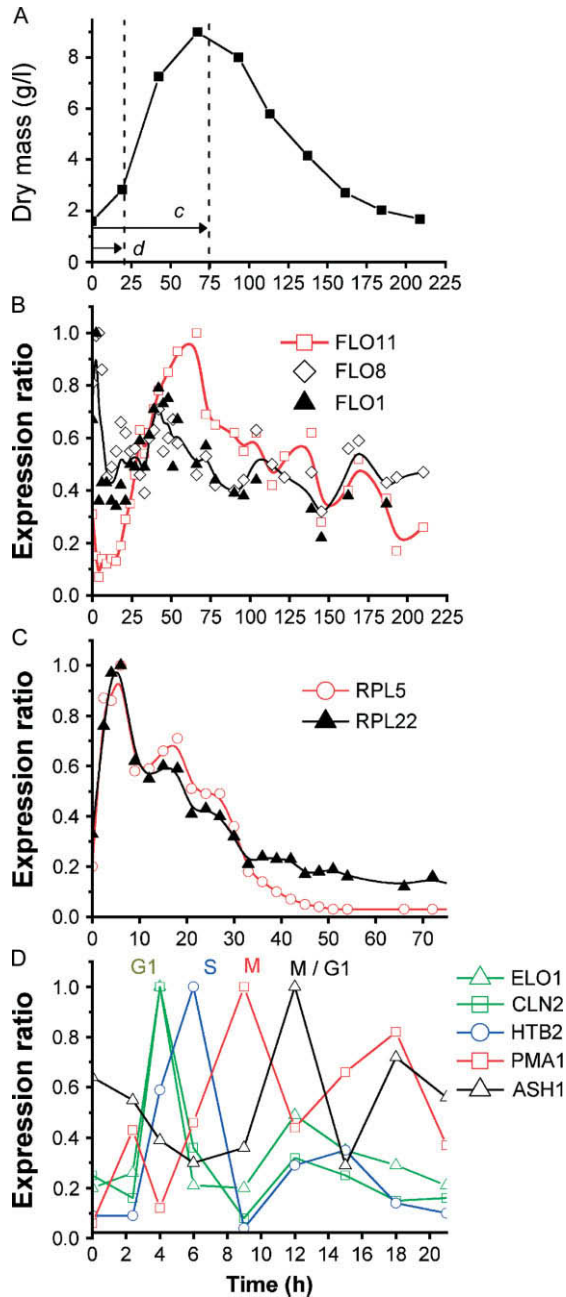 A
Dry mass (g/l)
8
6
4
2
0
c
d
0 25 50 75 100 125 150 175 200 225
B
Expression ratio
1.0
0.8
0.6
0.4
0.2
0.0
FLO11
FLO8
FLO1
0 25 50 75 100 125 150 175 200 225
C
Expression ratio
1.0
0.8
0.6
0.4
0.2
0.0
RPL5
RPL22
0 10 20 30 40 50 60 70
D
Expression ratio
1.0
0.8
0.6
0.4
0.2
0.0
G1 S M M / G1
ELO1
CLN2
HTB2
PMA1
ASH1
0 2 4 6 8 10 12 14 16 18 20
Time (h)